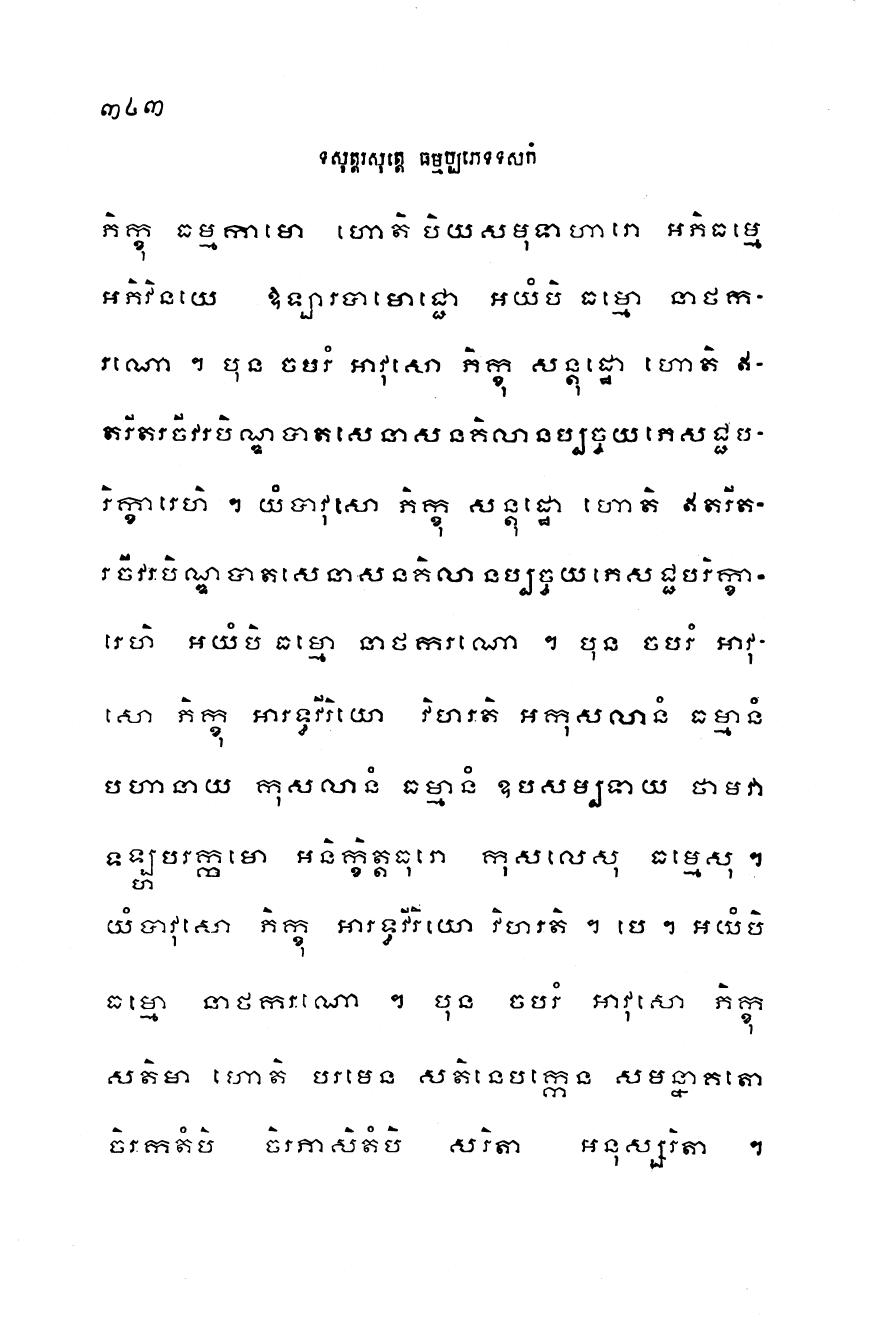 ៣៤៣
ទសុត្តរសុត្តេ ធម្មប្បភេទទសកំ
ភិក្ខុ ធម្មកាមោ ហោតិ បិយសមុទាហារោ អភិធម្មេ
អភិវិនយេ ឱឡារបាមោជ្ជោ អយំបិ ធម្មោ នាថក-
រណោ ។ បុន ចបរំ អាវុសោ ភិក្ខុ សន្តុដ្ឋោ ហោតិ ឥ-
តរីតរចីវរបិណ្ឌបាតសេនាសនគិលានប្បច្ចយភេសជ្ជប-
រិក្ខារេហិ ។ យំបាវុសោ ភិក្ខុ សន្តុដ្ឋោ ហោតិ ឥតរីត-
រចីវរបិណ្ឌបាតសេនាសនគិលានប្បច្ចយភេសជ្ជបរិក្ខា-
រេហិ អយំបិ ធម្មោ នាថករណោ ។ បុន ចបរំ អាវុ-
សោ ភិក្ខុ អារទ្ធវីរិយោ វិហរតិ អកុសលានំ ធម្មានំ
បហានាយ កុសលានំ ធម្មានំ ឧបសម្បទាយ ថាមវា
ទឡ្ហបរក្កមោ អនិក្ខិត្តធុរោ កុសលេសុ ធម្មេសុ ។
យំបាវុសោ ភិក្ខុ អារទ្ធវីរិយោ វិហរតិ ។ បេ ។ អយំបិ
ធម្មោ នាថករណោ ។ បុន ចបរំ អាវុសោ ភិក្ខុ
សតិមា ហោតិ បរមេន សតិនេបក្កេន សមន្នាគតោ
ចិរកតំបិ ចិរភាសិតំបិ សរិតា អនុស្សរិតា ។